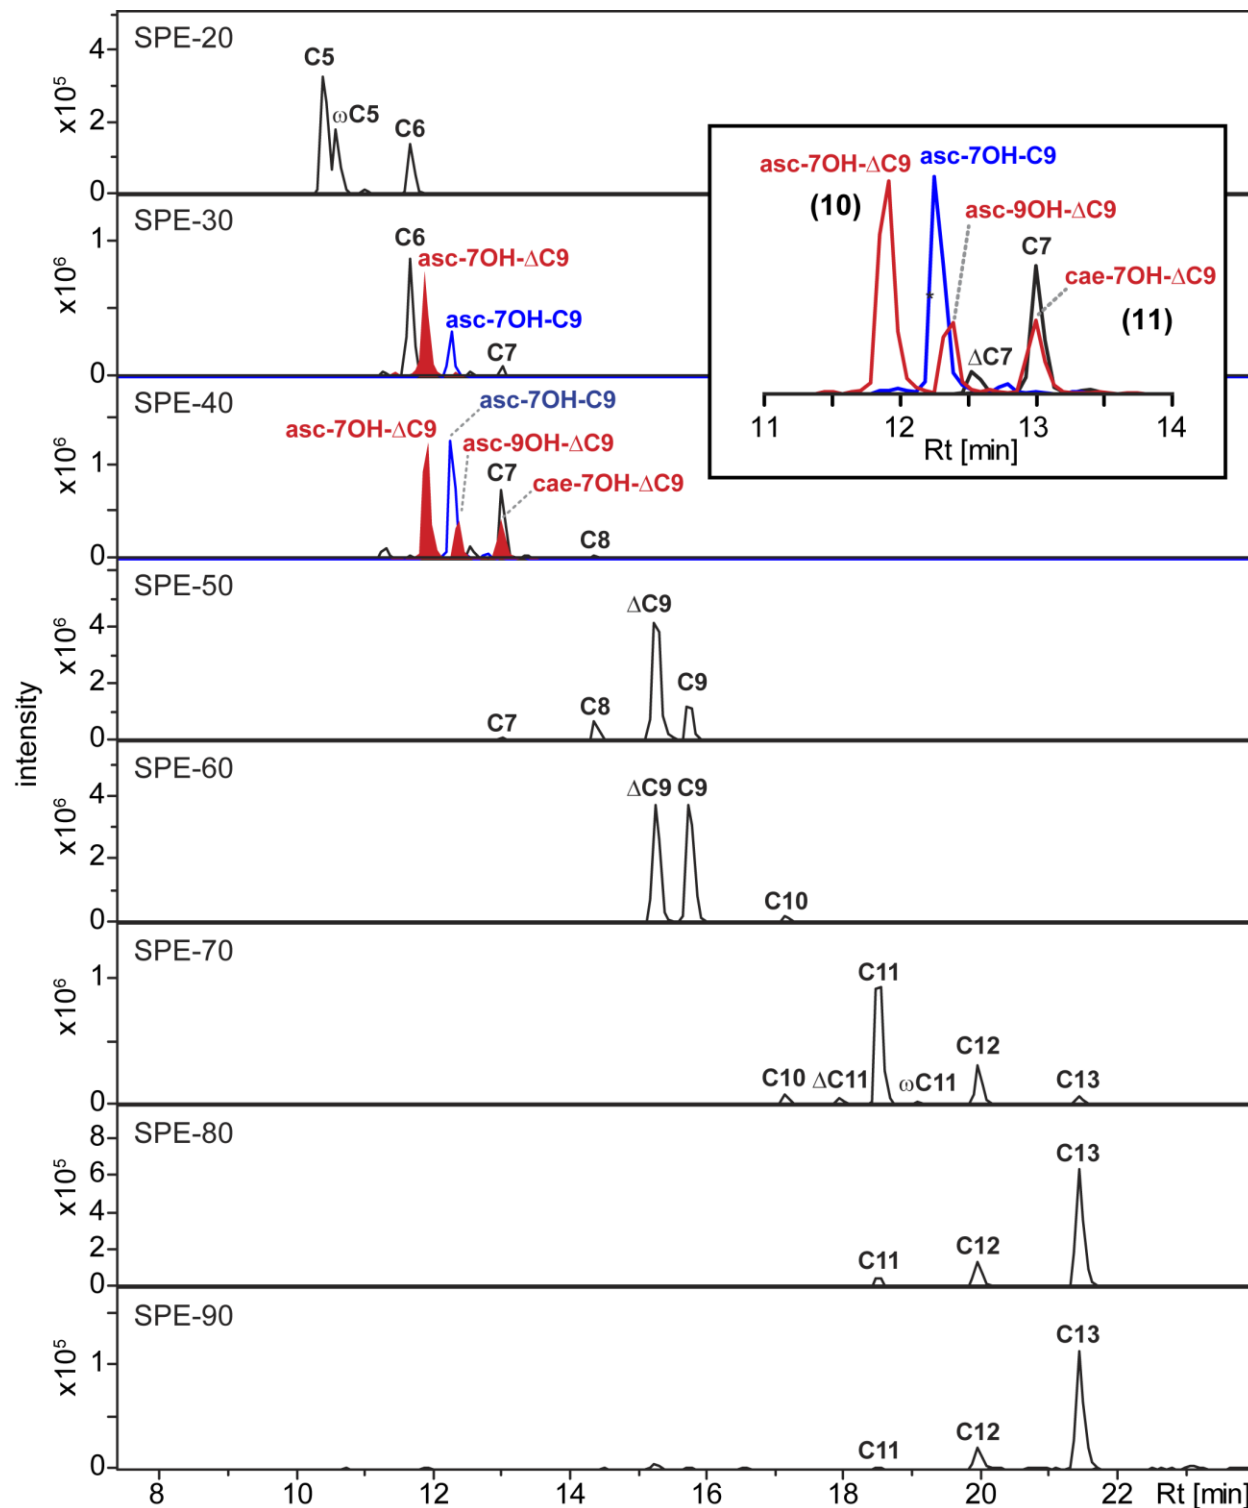 intensity
SPE-20
x10⁵
4
2
0
C5
ωC5
C6
SPE-30
x10⁶
1
0
C6
asc-7OH-ΔC9
asc-7OH-C9
C7
SPE-40
x10⁶
1
0
asc-7OH-ΔC9
asc-7OH-C9
asc-9OH-ΔC9
C7
cae-7OH-ΔC9
C8
asc-7OH-ΔC9
(10)
asc-7OH-C9
asc-9OH-ΔC9
C7
cae-7OH-ΔC9
(11)
*
ΔC7
11 12 13 14
Rt [min]
SPE-50
x10⁶
4
2
0
C7
C8
ΔC9
C9
SPE-60
x10⁶
4
2
0
ΔC9 C9
C10
SPE-70
x10⁶
1
0
C10
ΔC11
C11
ωC11
C12
C13
SPE-80
x10⁵
8
6
4
2
0
C11
C12
C13
SPE-90
x10⁵
1
0
C11
C12
C13
8 10 12 14 16 18 20 22 Rt [min]